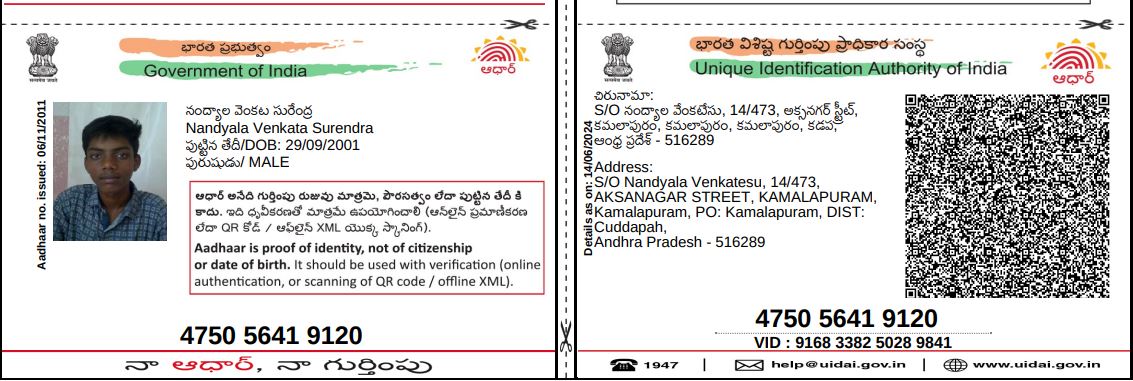 భారత ప్రభుత్వం
Government of India
ఆధార్
Aadhaar no. issued: 06/11/2011
నంద్యాల వెంకట సురేంద్ర
Nandyala Venkata Surendra
పుట్టిన తేదీ/DOB: 29/09/2001
పురుషుడు/ MALE
ఆధార్ అనేది గుర్తింపు రుజువు మాత్రమె, పౌరసత్వం లేదా పుట్టిన తేదీ కి
కాదు. ఇది ధృవీకరణతో మాత్రమే ఉపయోగించాలి (ఆన్‌లైన్ ప్రమాణీకరణ
లేదా QR కోడ్ / ఆఫ్‌లైన్ XML యొక్క స్కానింగ్).
Aadhaar is proof of identity, not of citizenship
or date of birth. It should be used with verification (online
authentication, or scanning of QR code / offline XML).
4750 5641 9120
నా ఆధార్, నా గుర్తింపు
భారత విశిష్ట గుర్తింపు ప్రాధికార సంస్థ
Unique Identification Authority of India
ఆధార్
Details as on: 14/06/2024
చిరునామా:
S/O నంద్యాల వేంకటేసు, 14/473, అక్సనగర్ స్ట్రీట్,
కమలాపురం, కమలాపురం, కమలాపురం, కడప,
ఆంధ్ర ప్రదేశ్ - 516289
Address:
S/O Nandyala Venkatesu, 14/473,
AKSANAGAR STREET, KAMALAPURAM,
Kamalapuram, PO: Kamalapuram, DIST:
Cuddapah,
Andhra Pradesh - 516289
4750 5641 9120
VID : 9168 3382 5028 9841
1947 | help@uidai.gov.in | www.uidai.gov.in